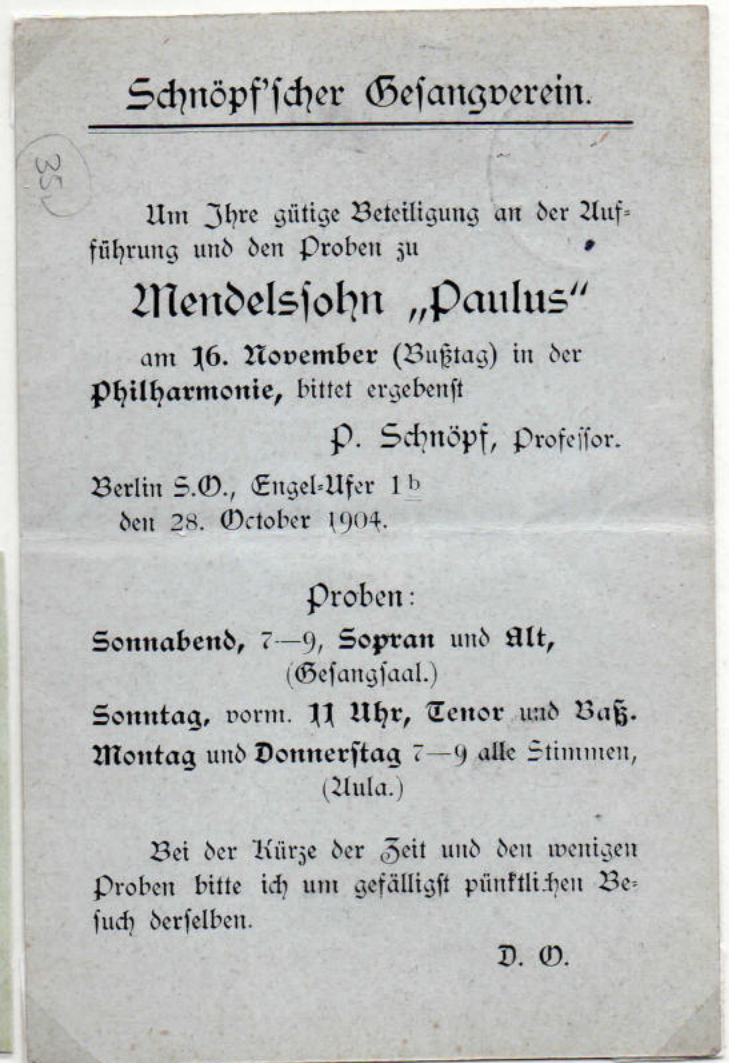 Schnöpf'scher Gesangverein.
35
Um Ihre gütige Beteiligung an der Auf-
führung und den Proben zu
Mendelssohn „Paulus“
am 16. November (Bußtag) in der
Philharmonie, bittet ergebenst
P. Schnöpf, Professor.
Berlin S.O., Engel-Ufer 1b
den 28. October 1904.
Proben:
Sonnabend, 7—9, Sopran und Alt,
(Gesangsaal.)
Sonntag, vorm. 11 Uhr, Tenor und Baß.
Montag und Donnerstag 7—9 alle Stimmen,
(Aula.)
Bei der Kürze der Zeit und den wenigen
Proben bitte ich um gefälligst pünktlichen Be-
such derselben.
D. O.